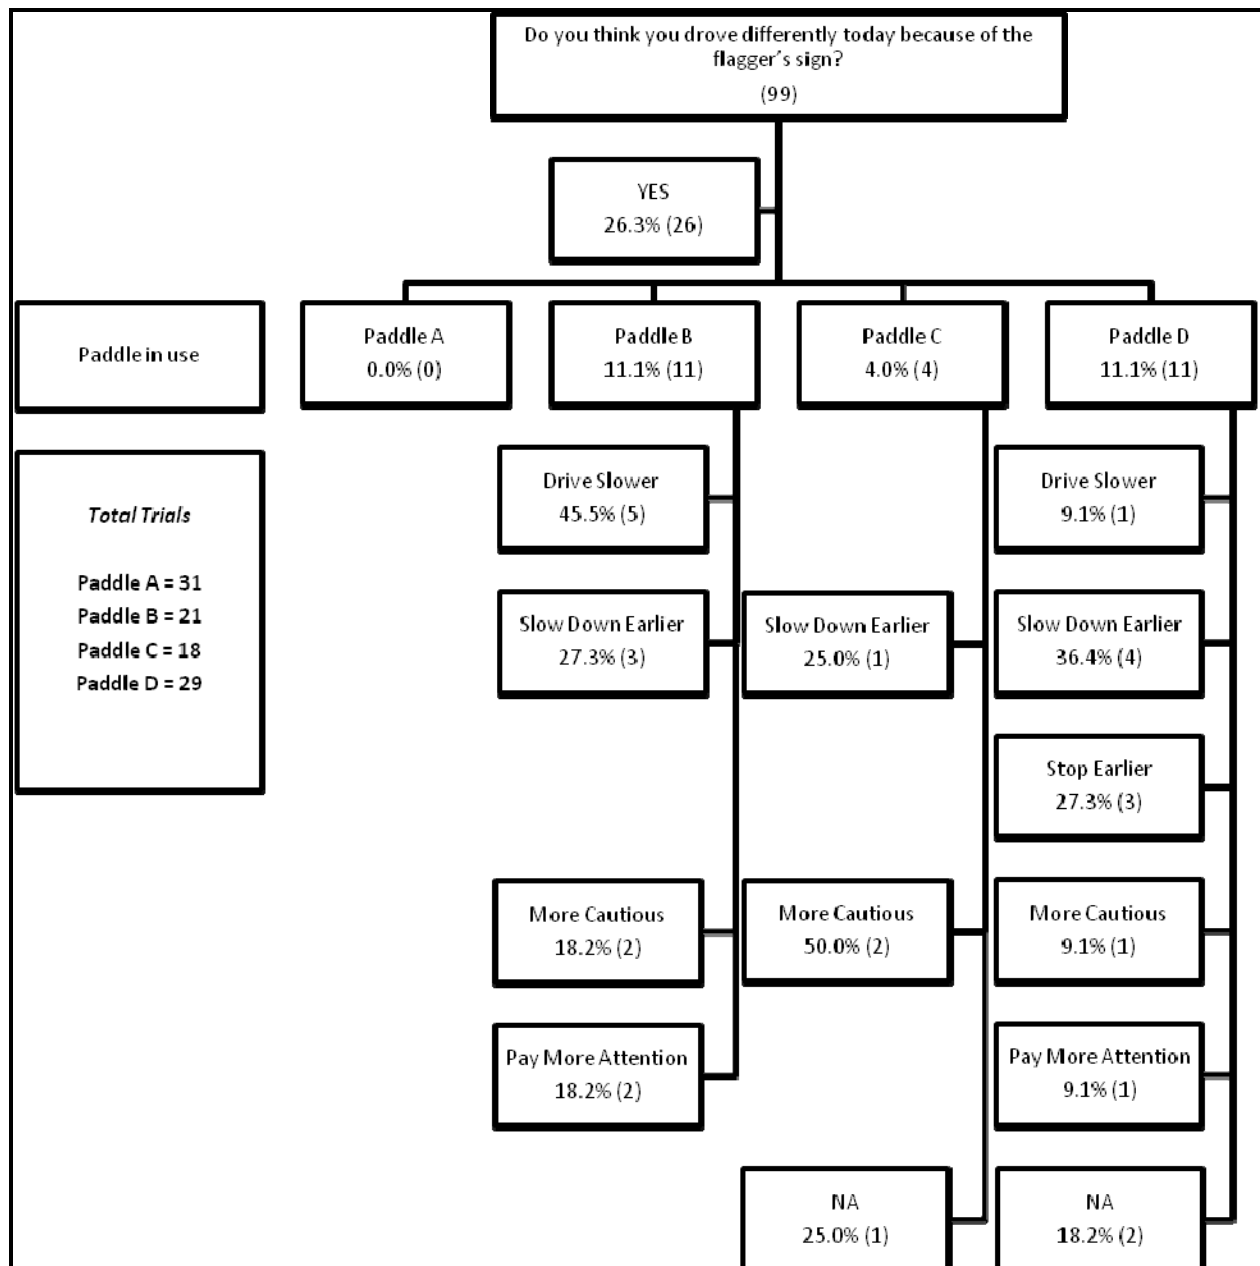 Do you think you drove differently today because of the
flagger's sign?
(99)
YES
26.3% (26)
Paddle in use
Paddle A
0.0% (0)
Paddle B
11.1% (11)
Paddle C
4.0% (4)
Paddle D
11.1% (11)
Total Trials
Paddle A = 31
Paddle B = 21
Paddle C = 18
Paddle D = 29
Drive Slower
45.5% (5)
Drive Slower
9.1% (1)
Slow Down Earlier
27.3% (3)
Slow Down Earlier
25.0% (1)
Slow Down Earlier
36.4% (4)
Stop Earlier
27.3% (3)
More Cautious
18.2% (2)
More Cautious
50.0% (2)
More Cautious
9.1% (1)
Pay More Attention
18.2% (2)
Pay More Attention
9.1% (1)
NA
25.0% (1)
NA
18.2% (2)